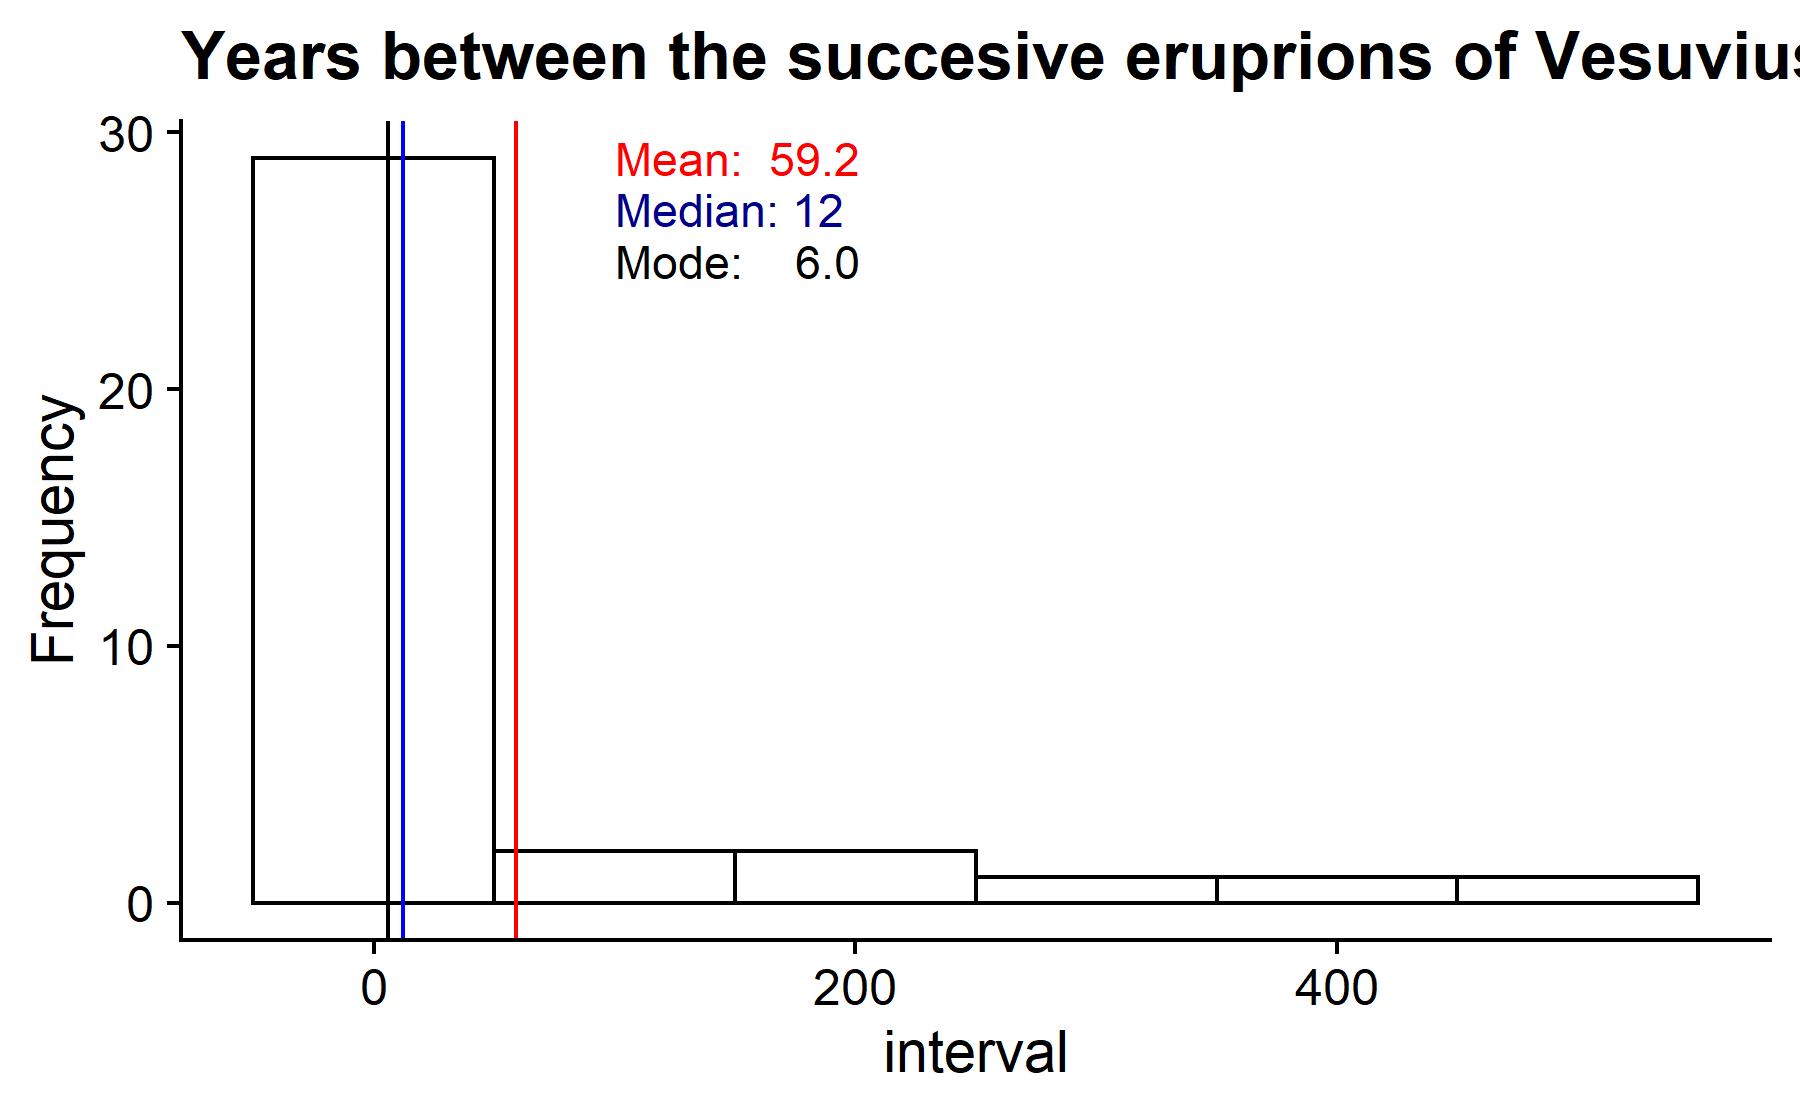 Years between the succesive eruprions of Vesuvius
30
Mean: 59.2
Median: 12
Mode: 6.0
20
Frequency
10
0
0 200 400
interval